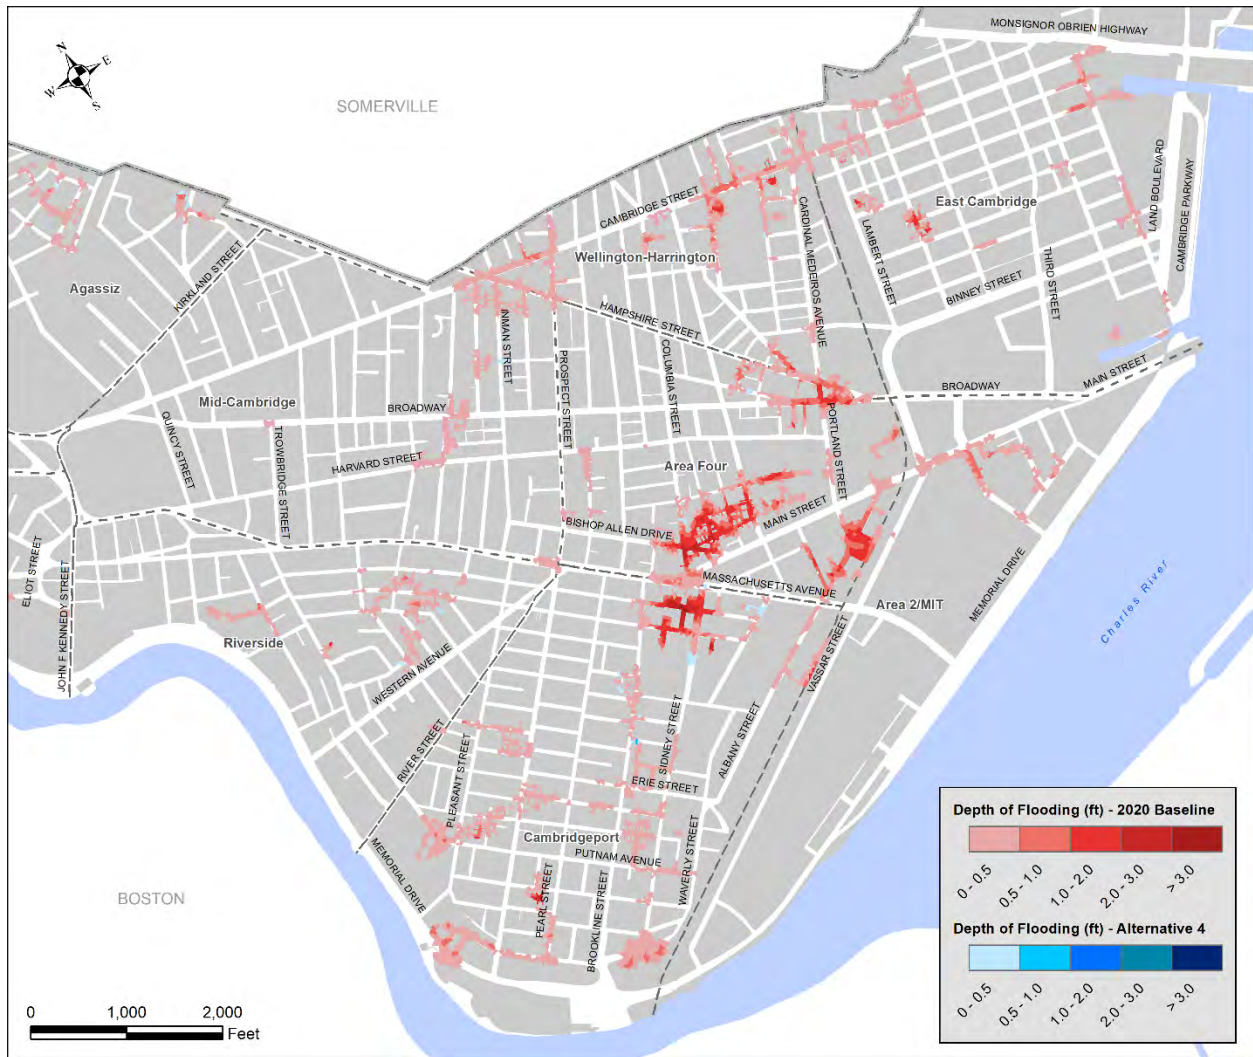 MONSIGNOR OBRIEN HIGHWAY
N
E
W
S
SOMERVILLE
LAND BOULEVARD
CAMBRIDGE PARKWAY
CAMBRIDGE STREET
East Cambridge
CARDINAL MEDEIROS AVENUE
LAMBERT STREET
THIRD STREET
KIRKLAND STREET
Wellington-Harrington
Agassiz
BINNEY STREET
HAMPSHIRE STREET
INMAN STREET
PROSPECT STREET
COLUMBIA STREET
MAIN STREET
BROADWAY
Mid-Cambridge
BROADWAY
QUINCY STREET
TROWBRIDGE STREET
HARVARD STREET
PORTLAND STREET
Area Four
MAIN STREET
BISHOP ALLEN DRIVE
ELIOT STREET
JOHN F KENNEDY STREET
MASSACHUSETTS AVENUE
Area 2/MIT
MEMORIAL DRIVE
Charles River
Riverside
WESTERN AVENUE
VASSAR STREET
RIVER STREET
PLEASANT STREET
SIDNEY STREET
ALBANY STREET
ERIE STREET
Cambridgeport
PUTNAM AVENUE
WAVERLY STREET
MEMORIAL DRIVE
PEARL STREET
BROOKLINE STREET
BOSTON
Depth of Flooding (ft) - 2020 Baseline
0 - 0.5
0.5 - 1.0
1.0 - 2.0
2.0 - 3.0
> 3.0
Depth of Flooding (ft) - Alternative 4
0 - 0.5
0.5 - 1.0
1.0 - 2.0
2.0 - 3.0
> 3.0
0 1,000 2,000
Feet